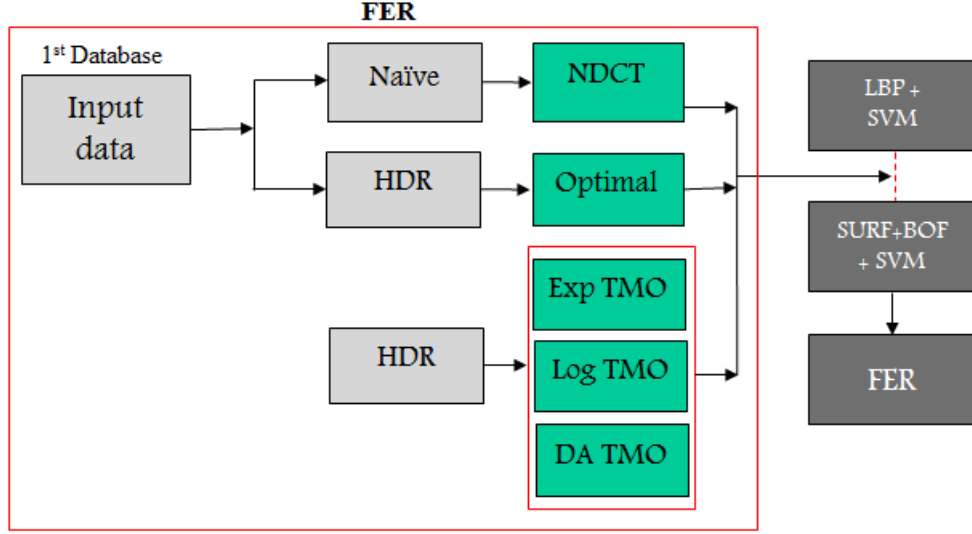 FER
1st Database
Input
data
Naïve
NDCT
HDR
Optimal
HDR
Exp TMO
Log TMO
DA TMO
LBP +
SVM
SURF+BOF
+ SVM
FER